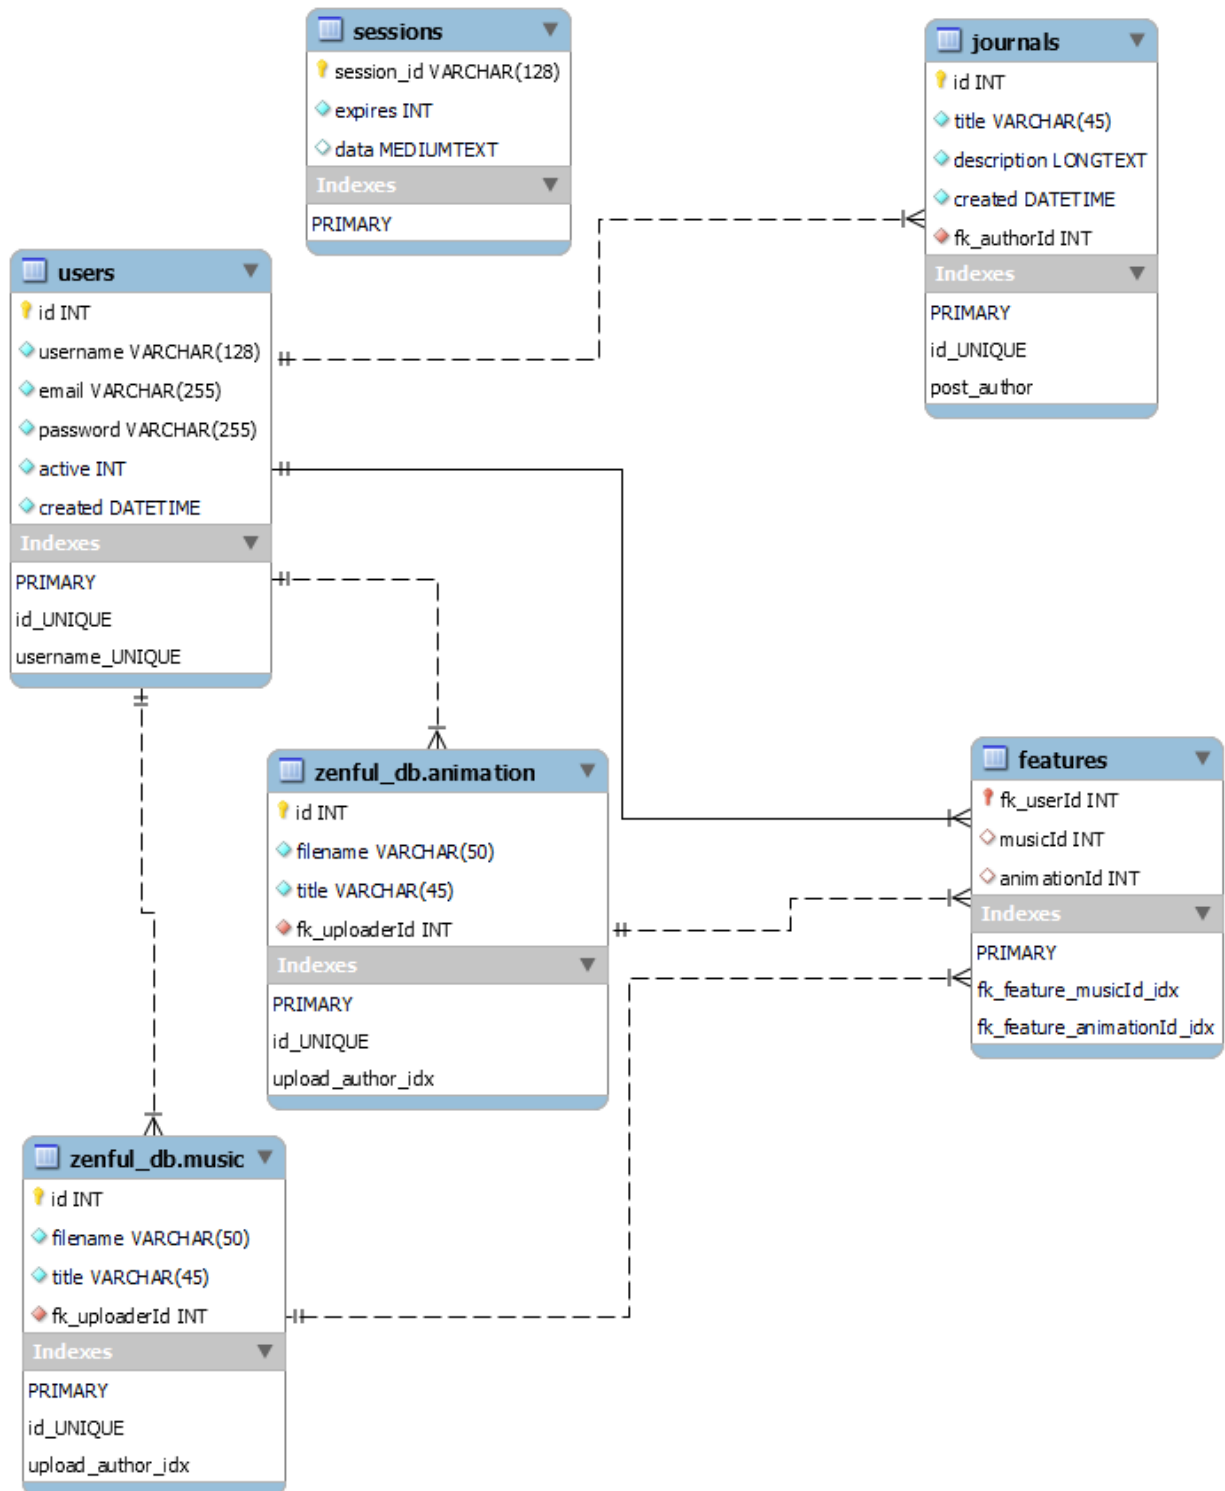 sessions
session_id VARCHAR(128)
expires INT
data MEDIUMTEXT
Indexes
PRIMARY
journals
id INT
title VARCHAR(45)
description LONGTEXT
created DATETIME
fk_authorId INT
Indexes
PRIMARY
id_UNIQUE
post_author
users
id INT
username VARCHAR(128)
email VARCHAR(255)
password VARCHAR(255)
active INT
created DATETIME
Indexes
PRIMARY
id_UNIQUE
username_UNIQUE
zenful_db.animation
id INT
filename VARCHAR(50)
title VARCHAR(45)
fk_uploaderId INT
Indexes
PRIMARY
id_UNIQUE
upload_author_idx
features
fk_userId INT
musicId INT
animationId INT
Indexes
PRIMARY
fk_feature_musicId_idx
fk_feature_animationId_idx
zenful_db.music
id INT
filename VARCHAR(50)
title VARCHAR(45)
fk_uploaderId INT
Indexes
PRIMARY
id_UNIQUE
upload_author_idx